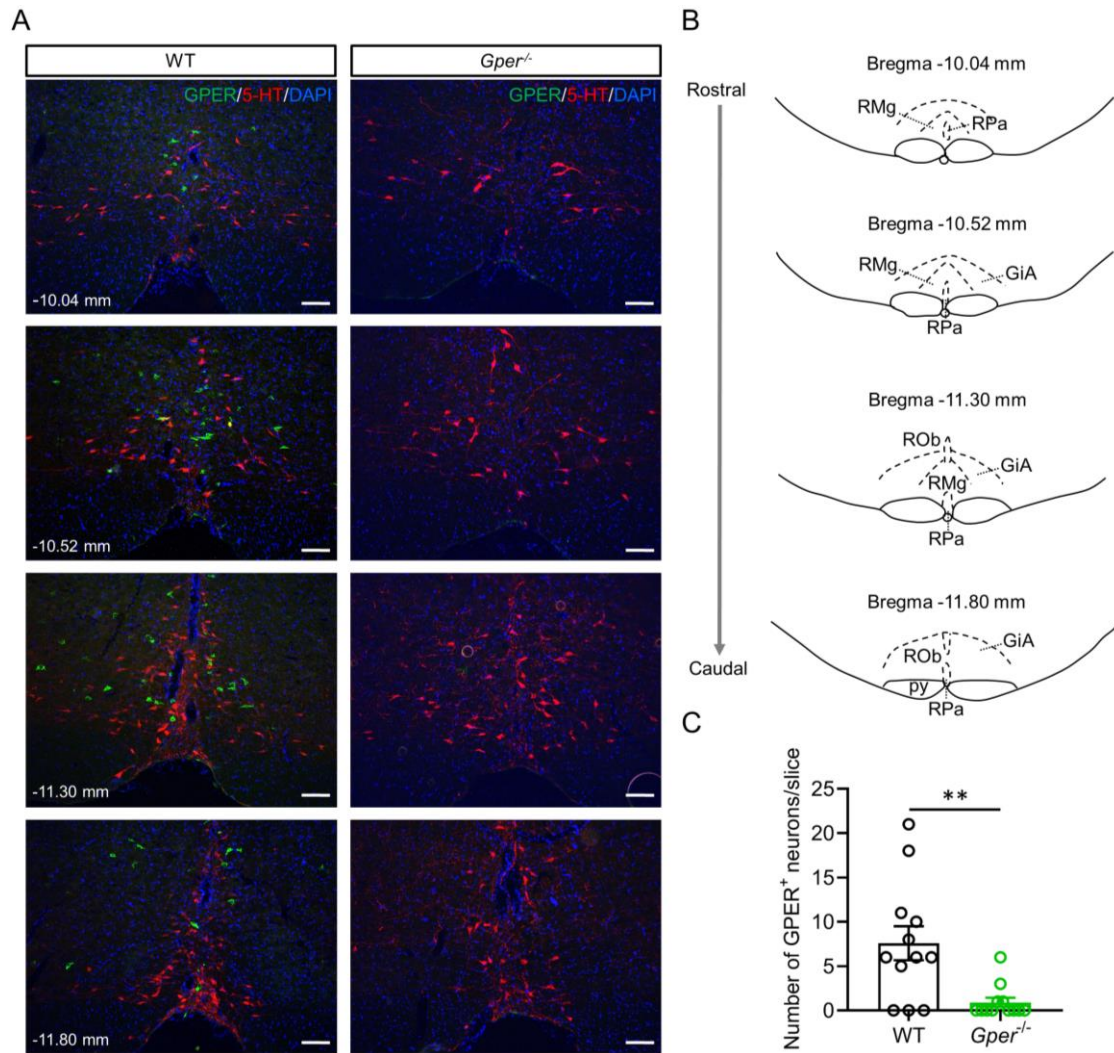 A
WT
Gper-/-
GPER/5-HT/DAPI
GPER/5-HT/DAPI
-10.04 mm
-10.52 mm
-11.30 mm
-11.80 mm
B
Rostral
Caudal
Bregma -10.04 mm
RMg
RPa
Bregma -10.52 mm
RMg
GiA
RPa
Bregma -11.30 mm
ROb
GiA
RMg
RPa
Bregma -11.80 mm
GiA
ROb
py
RPa
C
Number of GPER+ neurons/slice
25
20
15
10
5
0
**
WT
Gper-/-